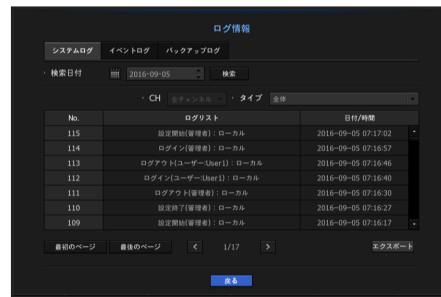 ログ情報
システムログ イベントログ バックアップログ
・検索日付 2016-09-05 検索
・CH 全チャンネル ・タイプ 全体
No. ログリスト 日付/時間
115 設定開始(管理者) : ローカル 2016-09-05 07:17:02
114 ログイン(管理者) : ローカル 2016-09-05 07:16:57
113 ログアウト(ユーザー:User1) : ローカル 2016-09-05 07:16:46
112 ログイン(ユーザー:User1) : ローカル 2016-09-05 07:16:40
111 ログアウト(管理者) : ローカル 2016-09-05 07:16:30
110 設定終了(管理者) : ローカル 2016-09-05 07:16:27
109 設定開始(管理者) : ローカル 2016-09-05 07:16:17
最初のページ 最後のページ < 1/17 > エクスポート
戻る